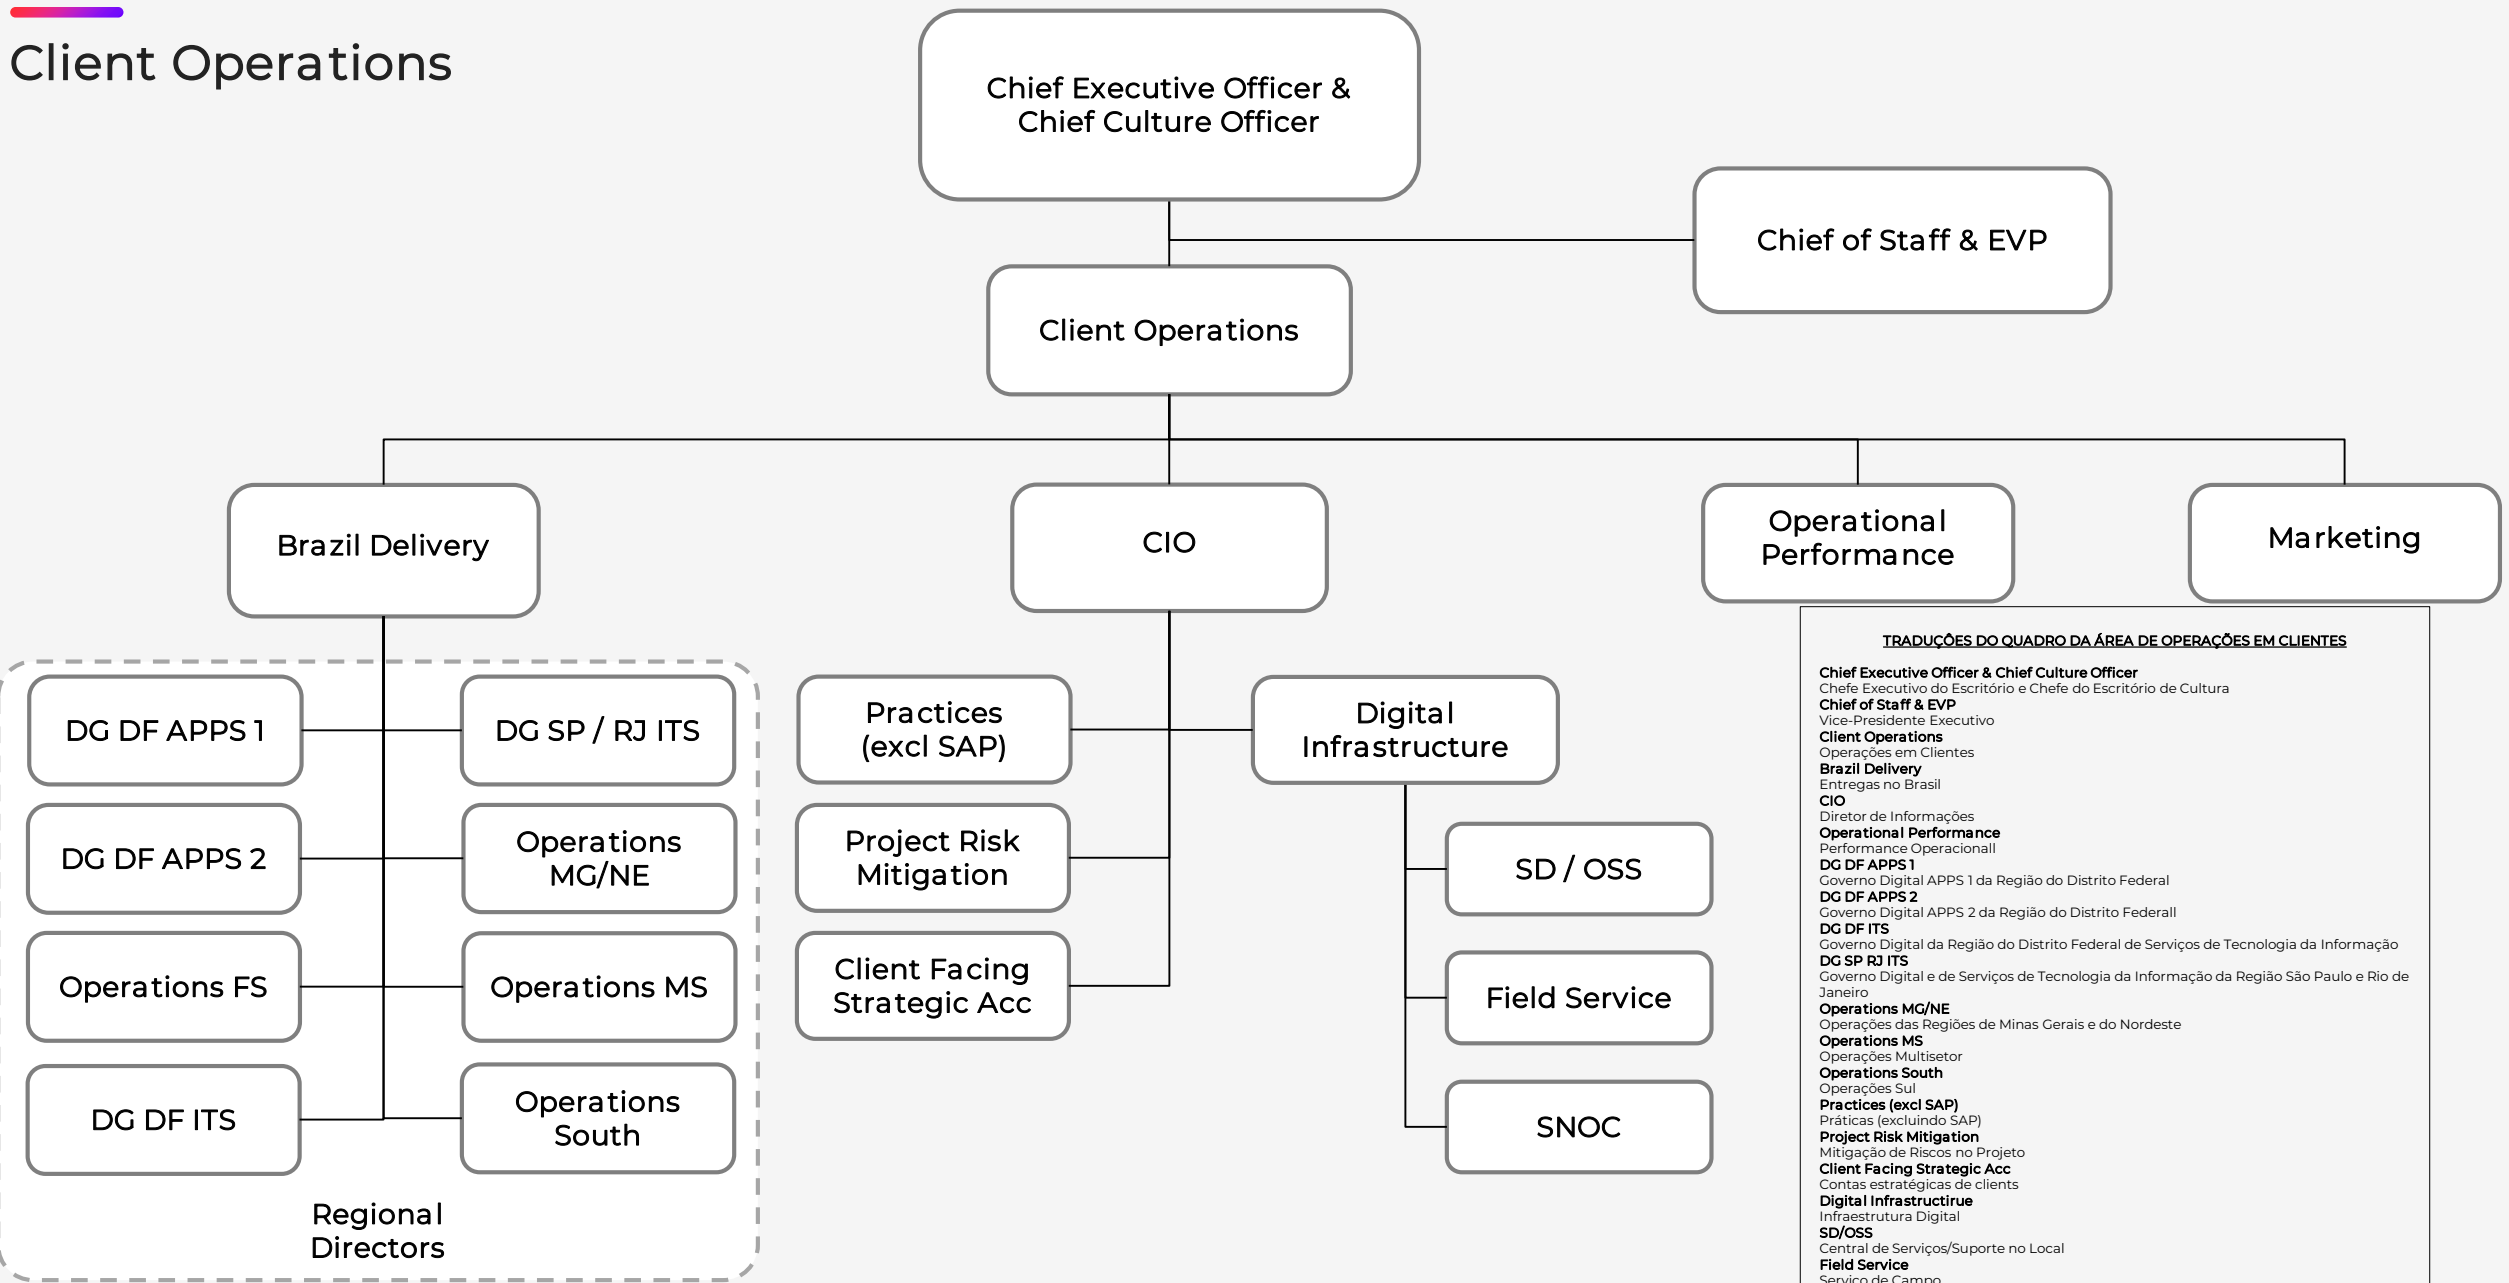 Client Operations
Chief Executive Officer &
Chief Culture Officer
Chief of Staff & EVP
Client Operations
Brazil Delivery
CIO
Operational
Performance
Marketing
DG DF APPS 1
DG SP / RJ ITS
DG DF APPS 2
Operations
MG/NE
Operations FS
Operations MS
DG DF ITS
Operations
South
Regional
Directors
Practices
(excl SAP)
Project Risk
Mitigation
Client Facing
Strategic Acc
Digital
Infrastructure
SD / OSS
Field Service
SNOC
TRADUÇÕES DO QUADRO DA ÁREA DE OPERAÇÕES EM CLIENTES
Chief Executive Officer & Chief Culture Officer
Chefe Executivo do Escritório e Chefe do Escritório de Cultura
Chief of Staff & EVP
Vice-Presidente Executivo
Client Operations
Operações em Clientes
Brazil Delivery
Entregas no Brasil
CIO
Diretor de Informações
Operational Performance
Performance Operacionall
DG DF APPS 1
Governo Digital APPS 1 da Região do Distrito Federal
DG DF APPS 2
Governo Digital APPS 2 da Região do Distrito Federall
DG DF ITS
Governo Digital da Região do Distrito Federal de Serviços de Tecnologia da Informação
DG SP RJ ITS
Governo Digital e de Serviços de Tecnologia da Informação da Região São Paulo e Rio de
Janeiro
Operations MG/NE
Operações das Regiões de Minas Gerais e do Nordeste
Operations MS
Operações Multisetor
Operations South
Operações Sul
Practices (excl SAP)
Práticas (excluindo SAP)
Project Risk Mitigation
Mitigação de Riscos no Projeto
Client Facing Strategic Acc
Contas estratégicas de clients
Digital Infrastructirue
Infraestrutura Digital
SD/OSS
Central de Serviços/Suporte no Local
Field Service
Serviço de Campo